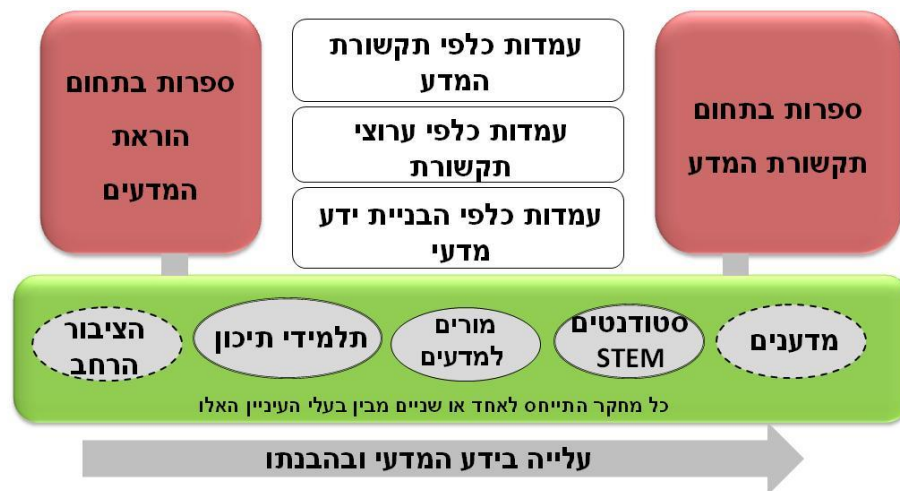 ספרות בתחום
תקשורת המדע
עמדות כלפי תקשורת
המדע
עמדות כלפי ערוצי
תקשורת
עמדות כלפי הבניית ידע
מדעי
ספרות בתחום
הוראת
המדעים
מדענים
סטודנטים
STEM
מורים
למדעים
תלמידי תיכון
הציבור
הרחב
כל מחקר התייחס לאחד או שניים מבין בעלי העיניין האלו
עלייה בידע המדעי ובהבנתו